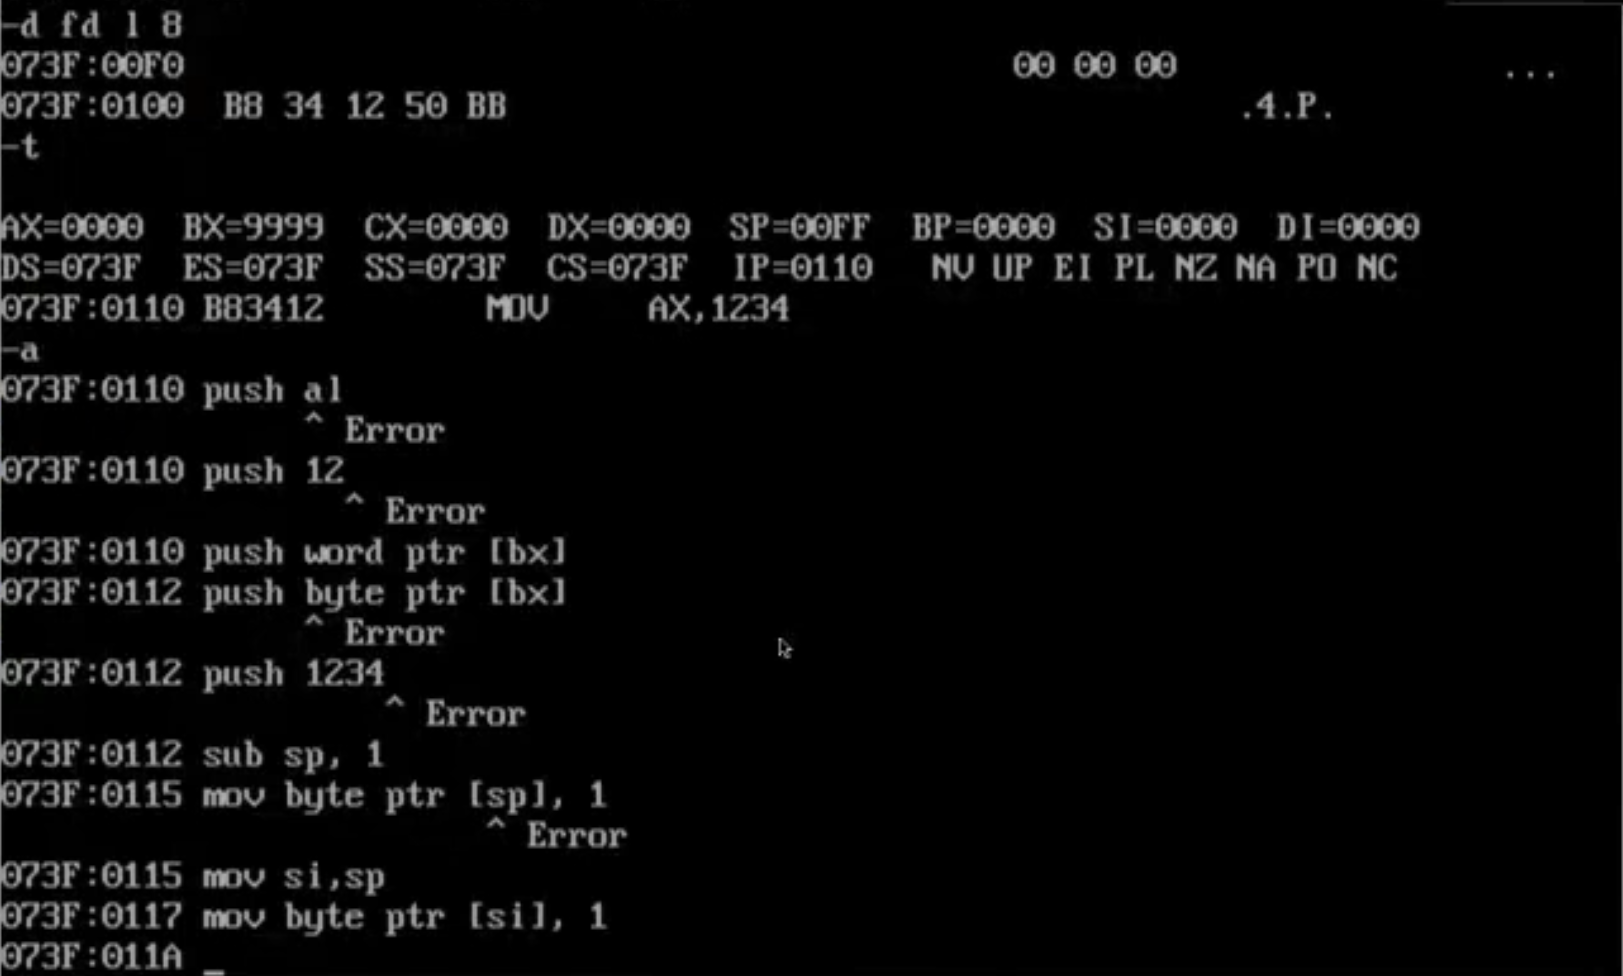 -d fd l 8
073F:00F0                                         00 00 00                ...
073F:0100  B8 34 12 50 BB                                    .4.P.
-t

AX=0000  BX=9999  CX=0000  DX=0000  SP=00FF  BP=0000  SI=0000  DI=0000
DS=073F  ES=073F  SS=073F  CS=073F  IP=0110   NV UP EI PL NZ NA PO NC
073F:0110 B83412        MOV     AX,1234
-a
073F:0110 push al
               ^ Error
073F:0110 push 12
                 ^ Error
073F:0110 push word ptr [bx]
073F:0112 push byte ptr [bx]
               ^ Error
073F:0112 push 1234
                   ^ Error
073F:0112 sub sp, 1
073F:0115 mov byte ptr [sp], 1
                        ^ Error
073F:0115 mov si,sp
073F:0117 mov byte ptr [si], 1
073F:011A _